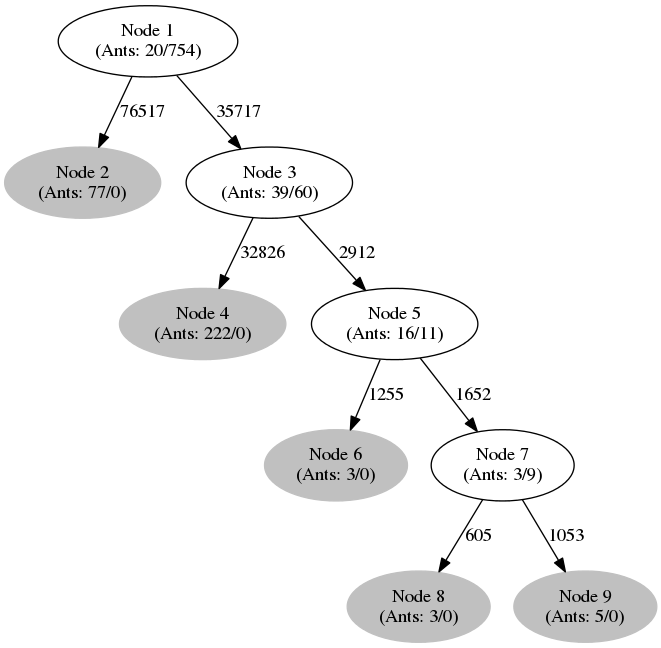 Node 1
(Ants: 20/754)
76517
35717
Node 2
(Ants: 77/0)
Node 3
(Ants: 39/60)
32826
2912
Node 4
(Ants: 222/0)
Node 5
(Ants: 16/11)
1255
1652
Node 6
(Ants: 3/0)
Node 7
(Ants: 3/9)
605
1053
Node 8
(Ants: 3/0)
Node 9
(Ants: 5/0)